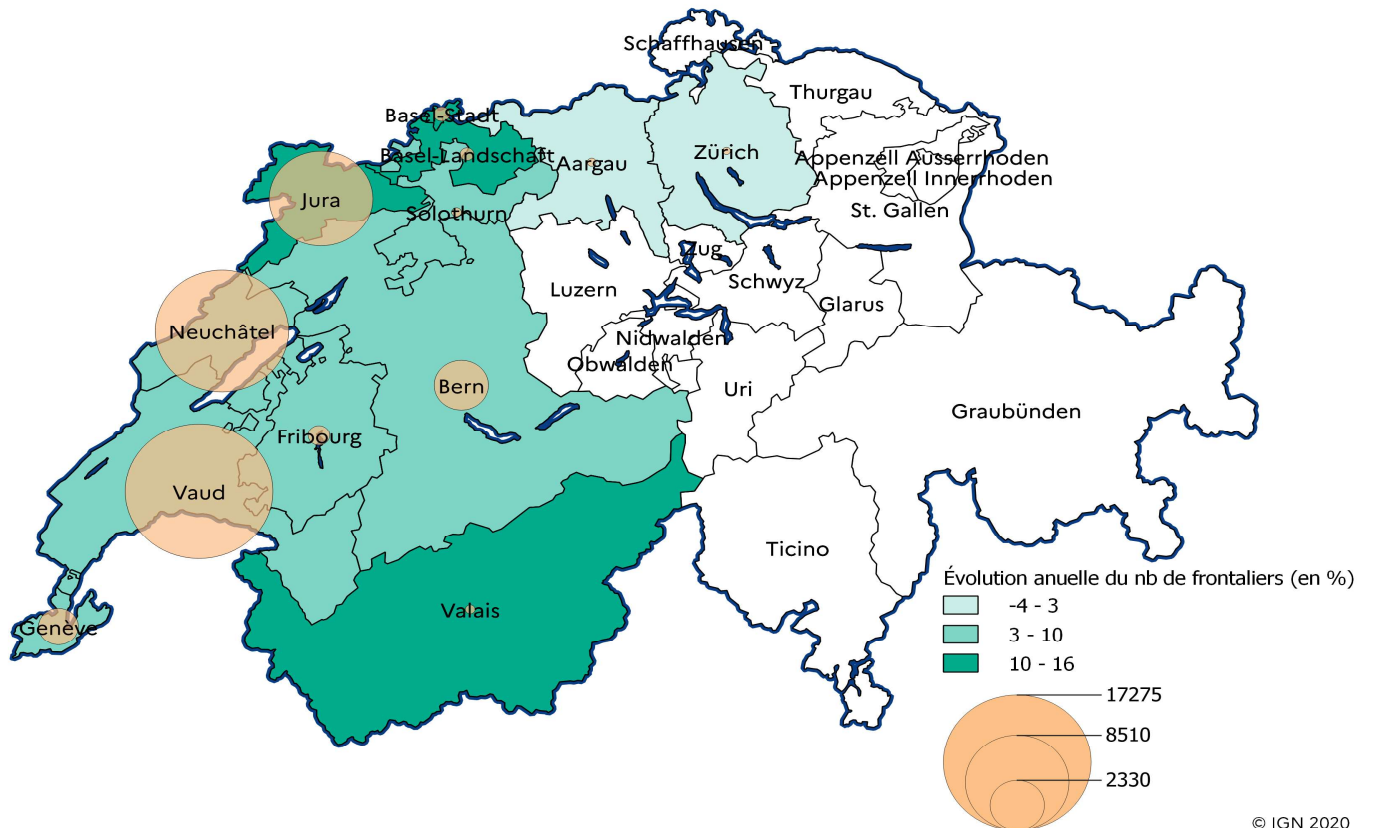 Schaffhausen
Thurgau
Basel-Stadt
Basel-Landschaft
Aargau
Zürich
Appenzell Ausserrhoden
Appenzell Innerrhoden
Jura
Solothurn
St. Gallen
Zug
Schwyz
Luzern
Glarus
Neuchâtel
Nidwalden
Obwalden
Bern
Uri
Graubünden
Fribourg
Vaud
Ticino
Valais
Genève
Évolution anuelle du nb de frontaliers (en %)
-4 - 3
3 - 10
10 - 16
17275
8510
2330
© IGN 2020